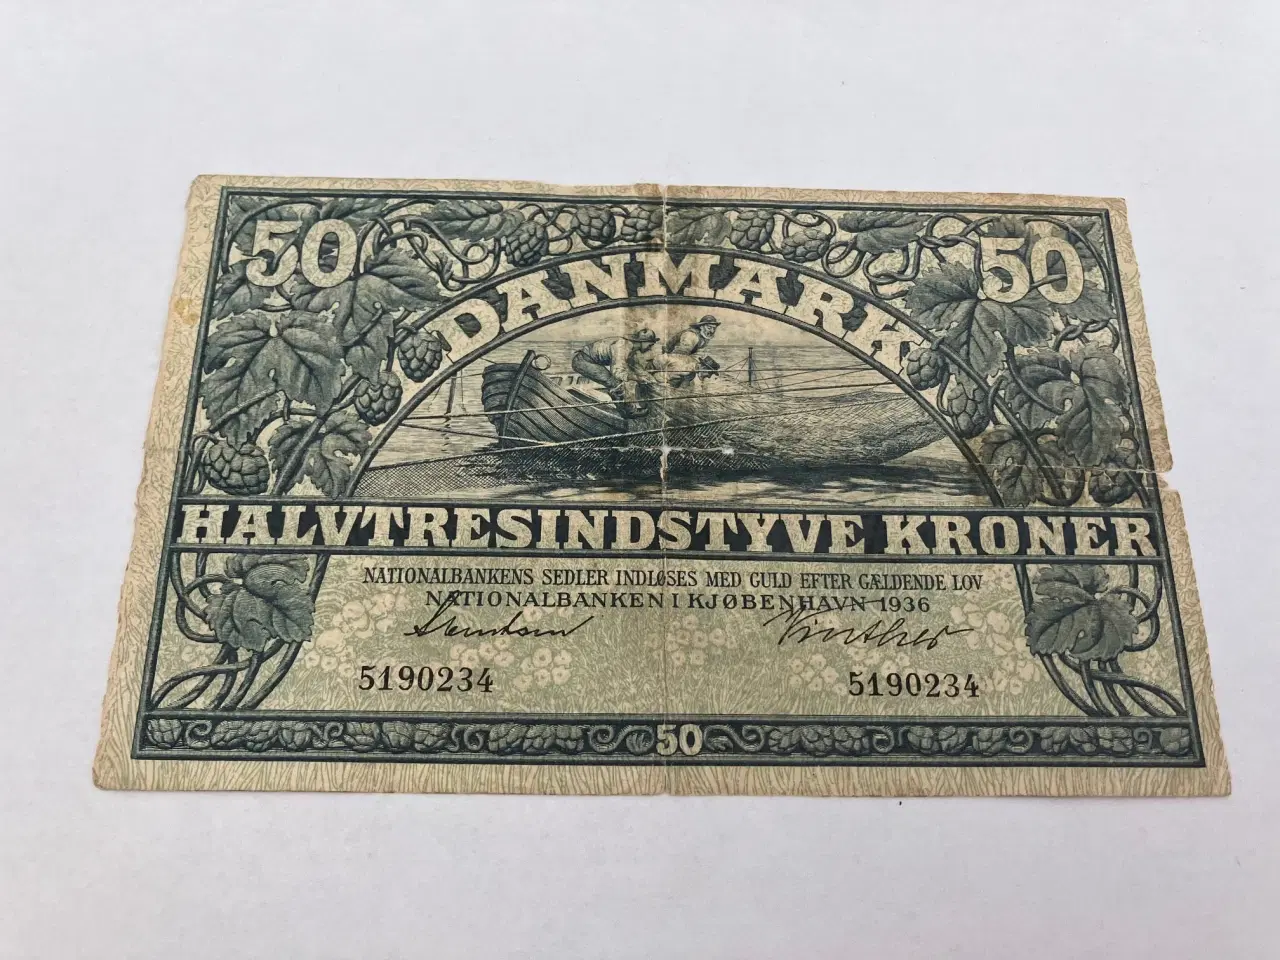 50 50
DANMARK
HALVTRESINDSTYVE KRONER
NATIONALBANKENS SEDLER INDLØSES MED GULD EFTER GÆLDENDE LOV
NATIONALBANKEN I KJØBENHAVN 1936
5190234 5190234
50